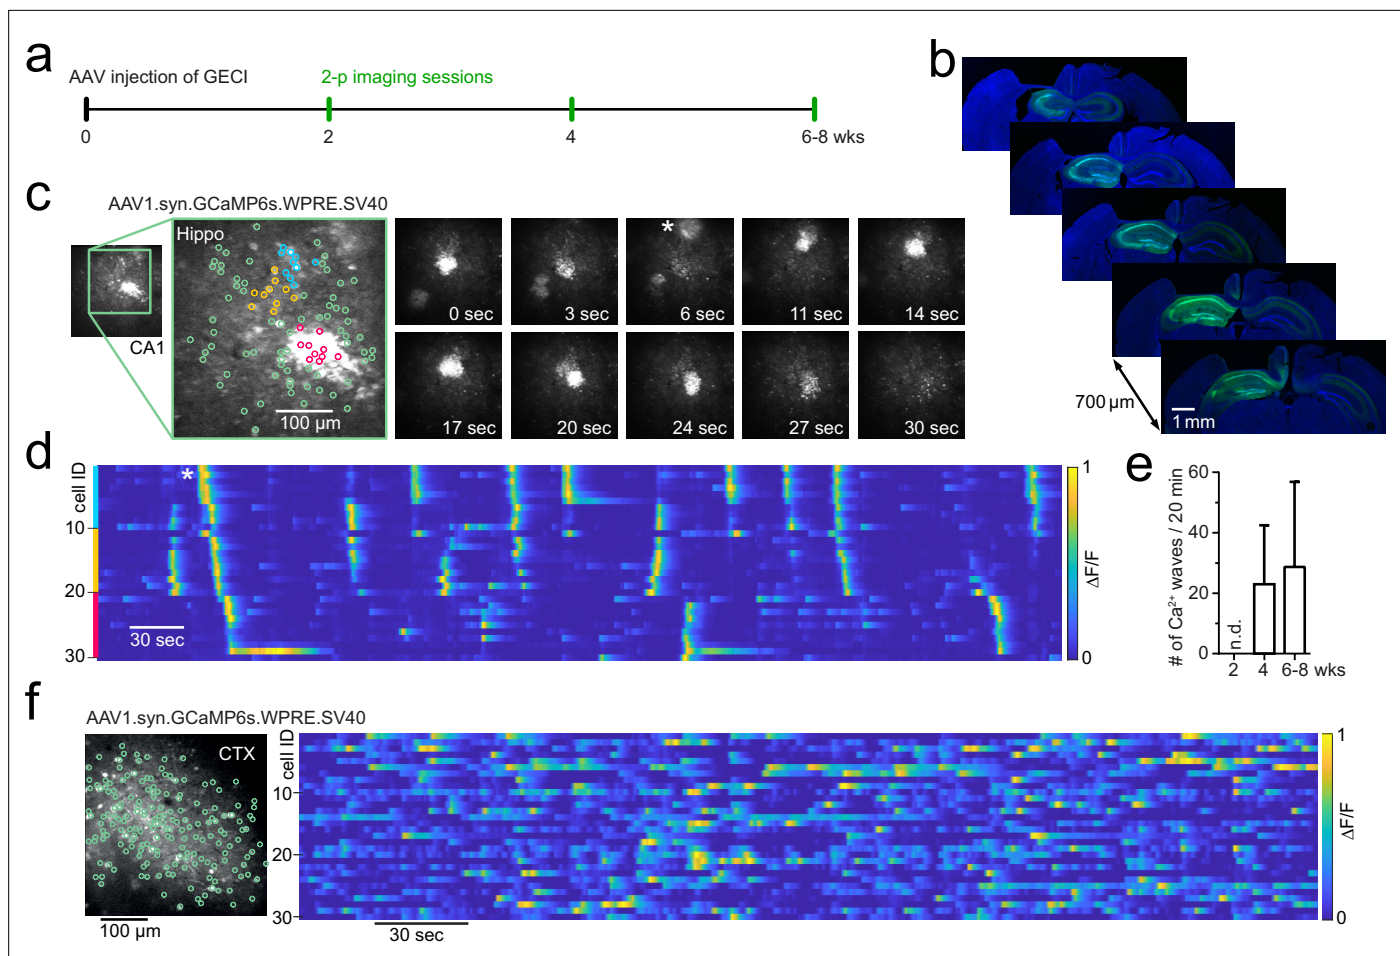 a
AAV injection of GECI
2-p imaging sessions
0
2
4
6-8 wks
b
700 µm
1 mm
c
AAV1.syn.GCaMP6s.WPRE.SV40
CA1
Hippo
100 µm
0 sec
3 sec
*
6 sec
11 sec
14 sec
17 sec
20 sec
24 sec
27 sec
30 sec
d
cell ID
10
20
30
*
30 sec
1
0
ΔF/F
e
# of Ca²⁺ waves / 20 min
60
40
20
0
n.d.
2
4
6-8 wks
f
AAV1.syn.GCaMP6s.WPRE.SV40
CTX
100 µm
cell ID
10
20
30
30 sec
1
0
ΔF/F